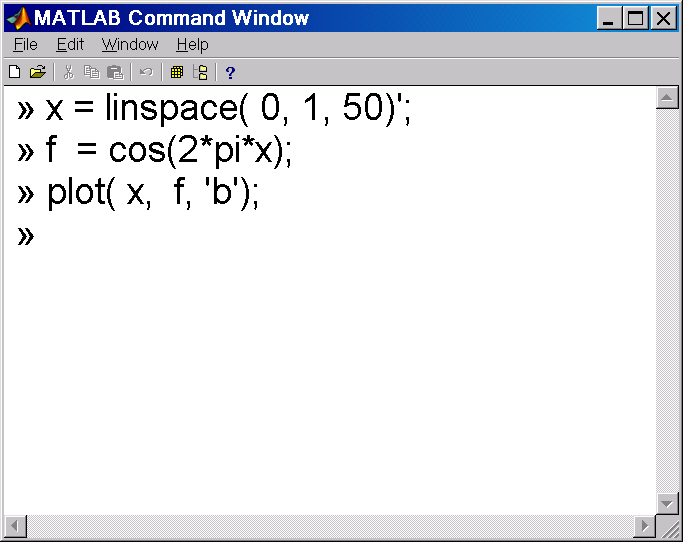 MATLAB Command Window
File Edit Window Help
?
» x = linspace( 0, 1, 50)';
» f  = cos(2*pi*x);
» plot( x,  f, 'b');
»